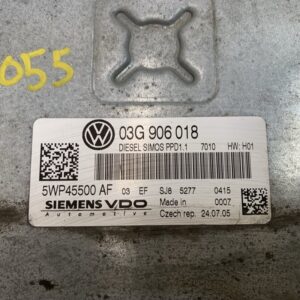 055
03G 906 018
DIESEL SIMOS PPD1.1 7010 HW: H01
5WP45500 AF 03 EF SJ8 5277 0415
SIEMENS VDO Made in 0007
Automotive Czech rep. 24.07.05